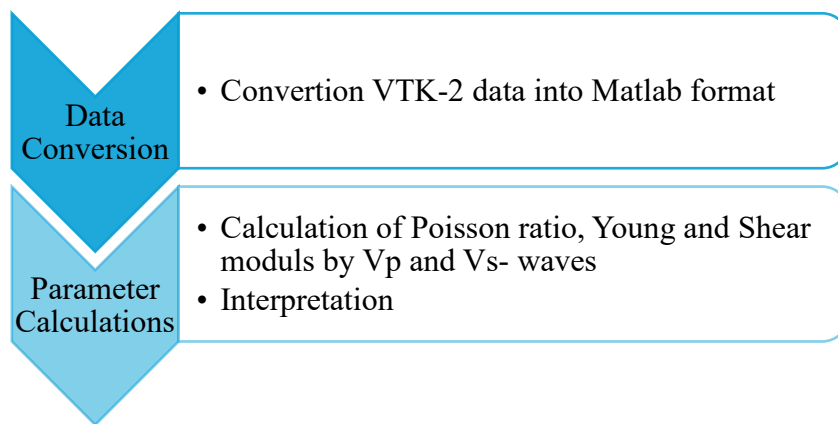 Data
Conversion
• Convertion VTK-2 data into Matlab format
Parameter
Calculations
• Calculation of Poisson ratio, Young and Shear
moduls by Vp and Vs- waves
• Interpretation